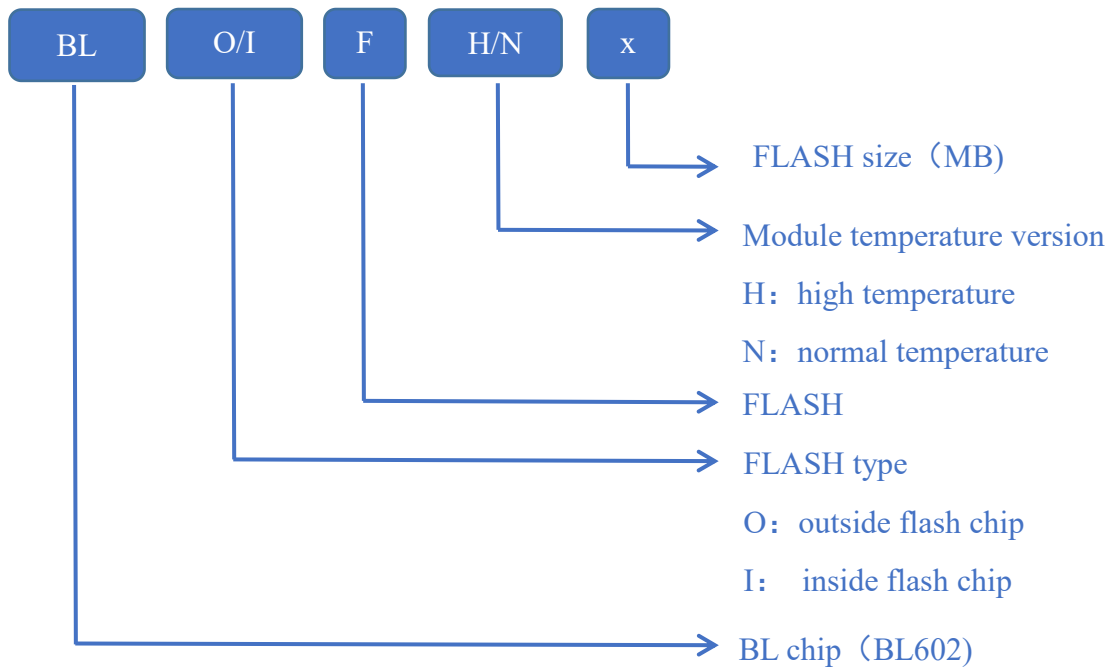 BL O/I F H/N x
FLASH size（MB)
Module temperature version
H：high temperature
N：normal temperature
FLASH
FLASH type
O：outside flash chip
I： inside flash chip
BL chip（BL602)